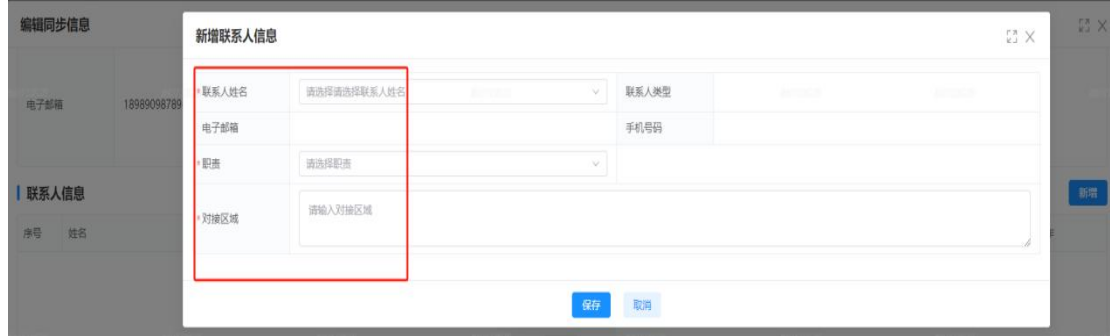 编辑同步信息
新增联系人信息
*联系人姓名 请选择请选择联系人姓名 联系人类型
电子邮箱 18989098789
电子邮箱 手机号码
*职责 请选择职责
联系人信息 新增
*对接区域 请输入对接区域
序号 姓名
保存 取消